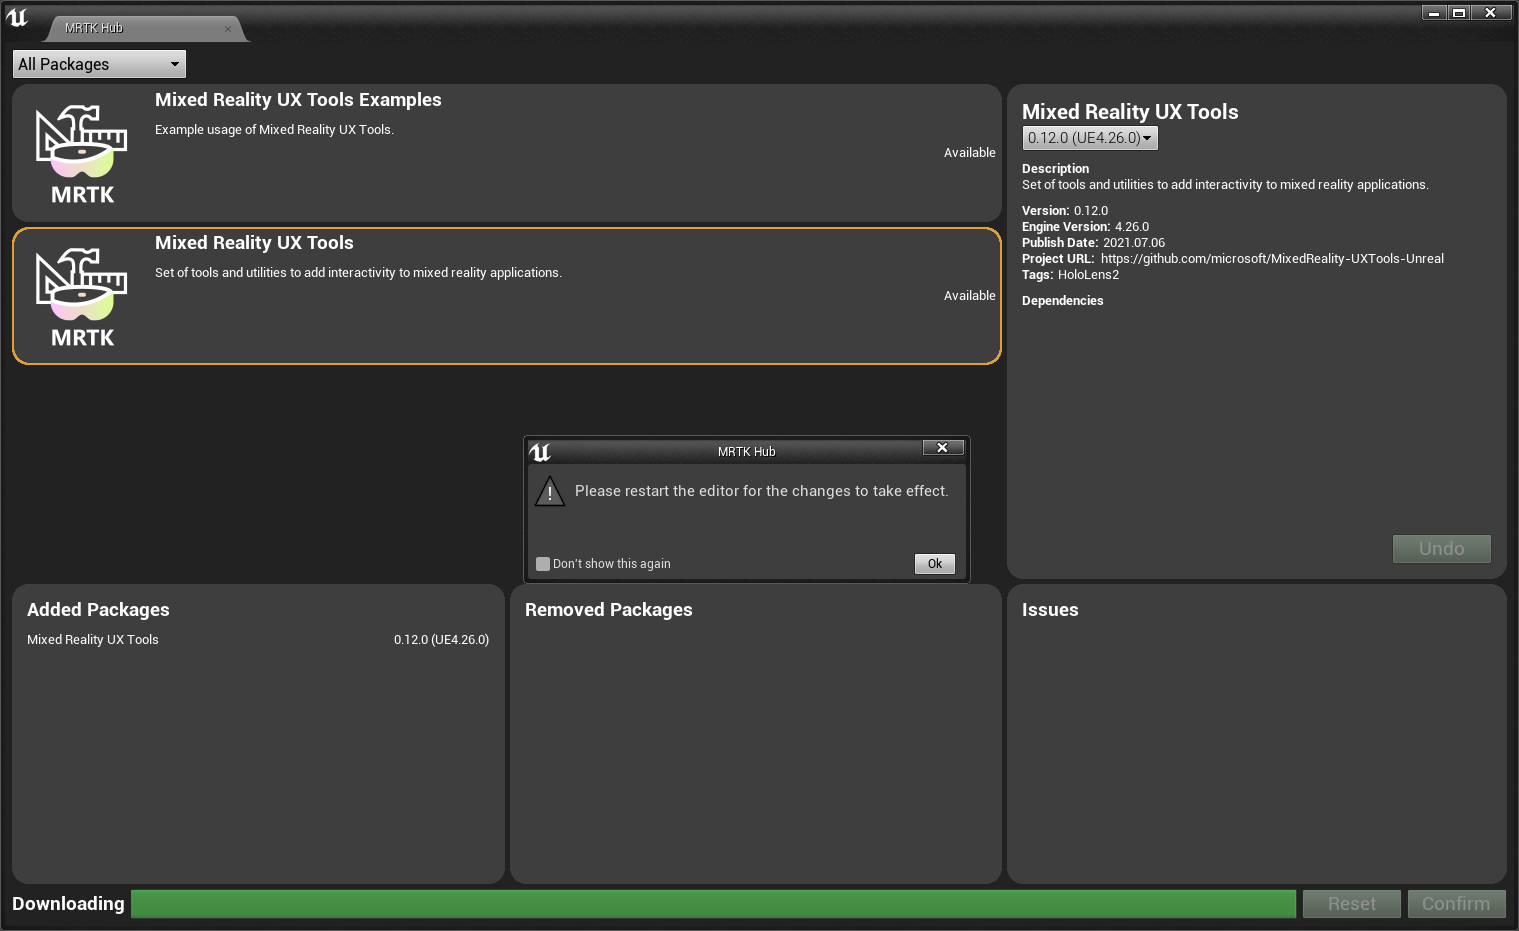 MRTK Hub
All Packages
Mixed Reality UX Tools Examples
Example usage of Mixed Reality UX Tools.
Available
MRTK
Mixed Reality UX Tools
Set of tools and utilities to add interactivity to mixed reality applications.
Available
MRTK
Mixed Reality UX Tools
0.12.0 (UE4.26.0)
Description
Set of tools and utilities to add interactivity to mixed reality applications.
Version: 0.12.0
Engine Version: 4.26.0
Publish Date: 2021.07.06
Project URL: https://github.com/microsoft/MixedReality-UXTools-Unreal
Tags: HoloLens2
Dependencies
Undo
MRTK Hub
Please restart the editor for the changes to take effect.
Don't show this again
Ok
Added Packages
Mixed Reality UX Tools 0.12.0 (UE4.26.0)
Removed Packages
Issues
Downloading
Reset
Confirm